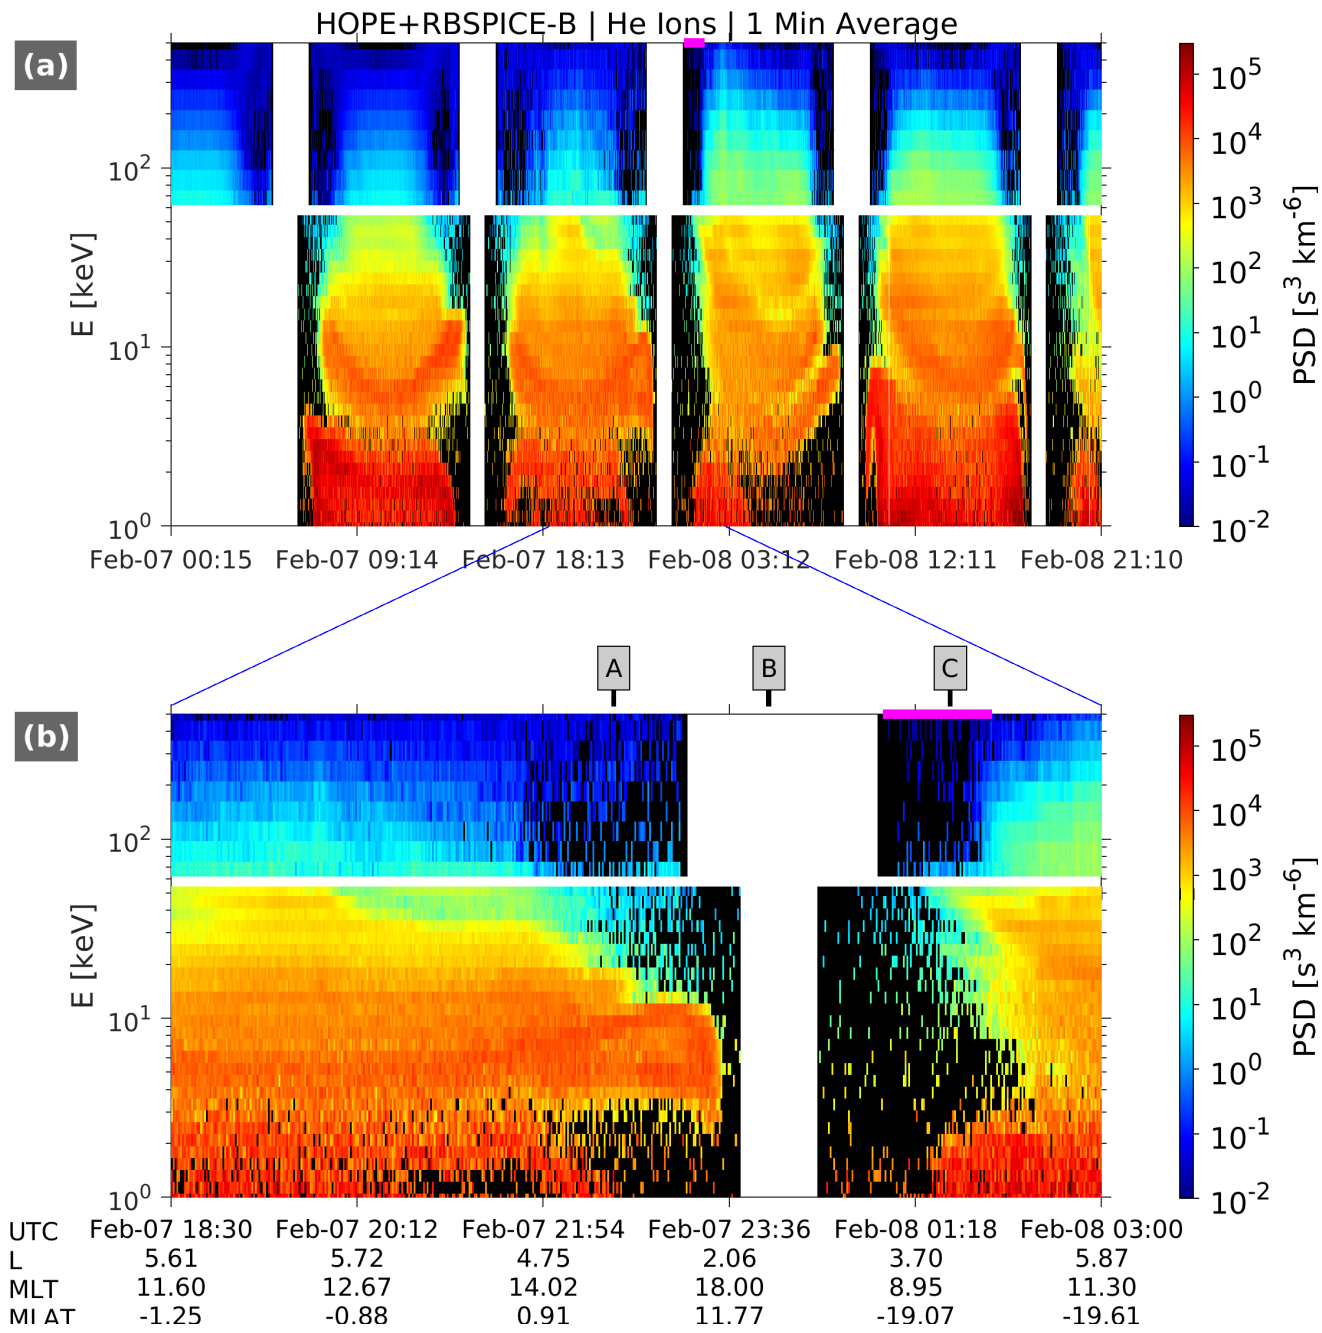 HOPE+RBSPICE-B | He Ions | 1 Min Average
(a)
10^2
10^1
10^0
E [keV]
Feb-07 00:15 Feb-07 09:14 Feb-07 18:13 Feb-08 03:12 Feb-08 12:11 Feb-08 21:10
10^5
10^4
10^3
10^2
10^1
10^0
10^-1
10^-2
PSD [s^3 km^-6]
A B C
(b)
10^2
10^1
10^0
E [keV]
10^5
10^4
10^3
10^2
10^1
10^0
10^-1
10^-2
PSD [s^3 km^-6]
UTC Feb-07 18:30 Feb-07 20:12 Feb-07 21:54 Feb-07 23:36 Feb-08 01:18 Feb-08 03:00
L 5.61 5.72 4.75 2.06 3.70 5.87
MLT 11.60 12.67 14.02 18.00 8.95 11.30
MLAT -1.25 -0.88 0.91 11.77 -19.07 -19.61